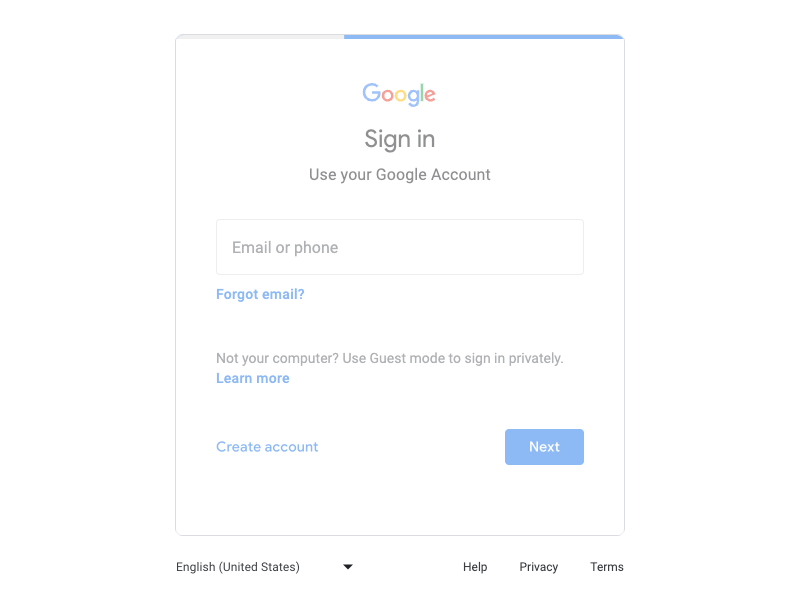 Google
Sign in
Use your Google Account
Email or phone
Forgot email?
Not your computer? Use Guest mode to sign in privately.
Learn more
Create account
Next
English (United States)
Help
Privacy
Terms